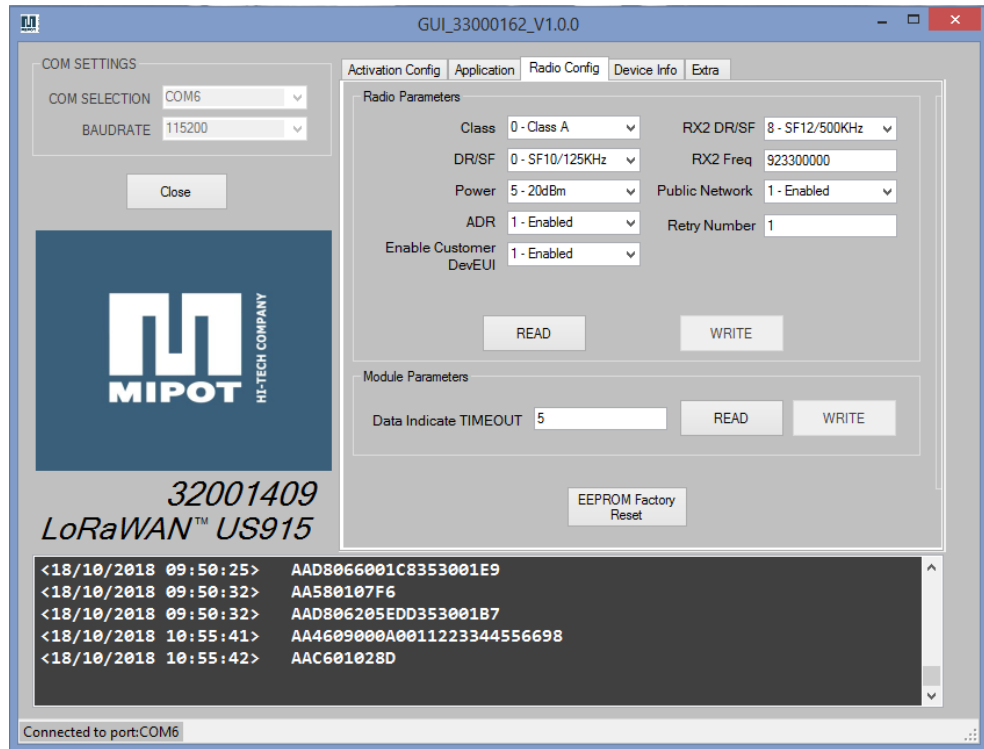 MIPOT
GUI_33000162_V1.0.0
COM SETTINGS
COM SELECTION COM6
BAUDRATE 115200
Close
MIPOT
HI-TECH COMPANY
32001409
LoRaWAN™ US915
Activation Config Application Radio Config Device Info Extra
Radio Parameters
Class 0 - Class A RX2 DR/SF 8 - SF12/500KHz
DR/SF 0 - SF10/125KHz RX2 Freq 923300000
Power 5 - 20dBm Public Network 1 - Enabled
ADR 1 - Enabled Retry Number 1
Enable Customer
DevEUI 1 - Enabled
READ WRITE
Module Parameters
Data Indicate TIMEOUT 5 READ WRITE
EEPROM Factory
Reset
<18/10/2018 09:50:25> AAD8066001C8353001E9
<18/10/2018 09:50:32> AA580107F6
<18/10/2018 09:50:32> AAD806205EDD353001B7
<18/10/2018 10:55:41> AA4609000A0011223344556698
<18/10/2018 10:55:42> AAC601028D
Connected to port:COM6